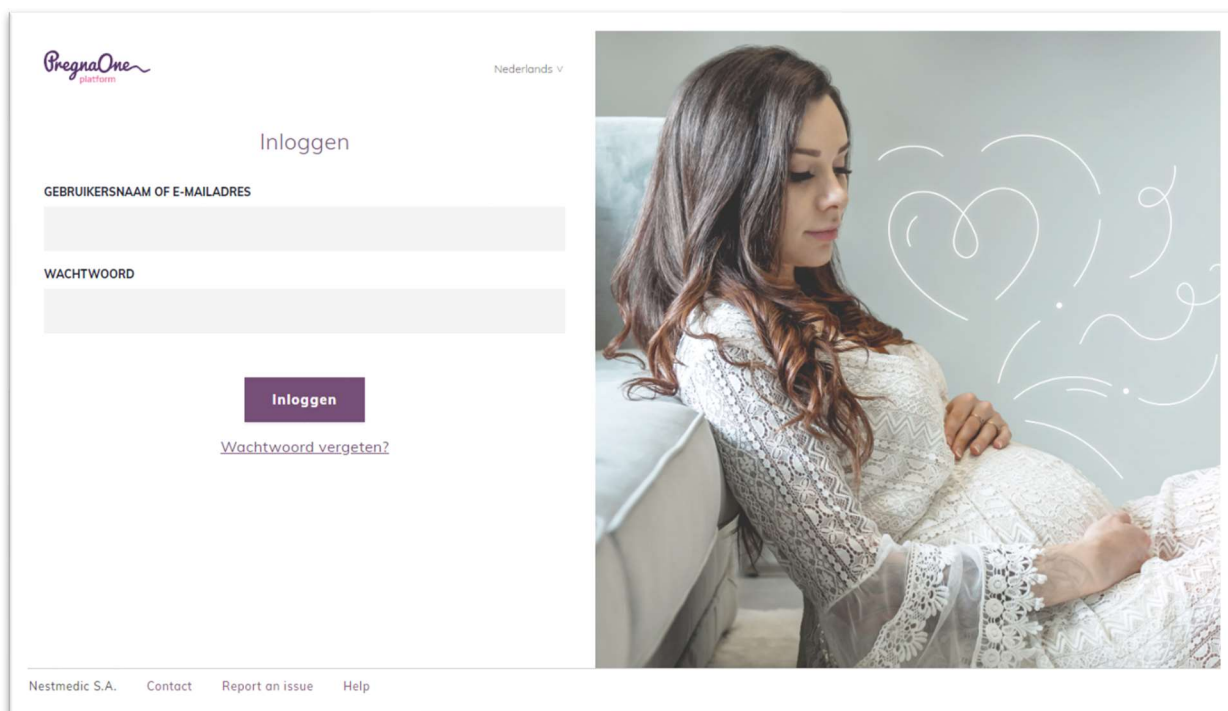 PregnaOne
platform
Nederlands
Inloggen
GEBRUIKERSNAAM OF E-MAILADRES
WACHTWOORD
Inloggen
Wachtwoord vergeten?
Nestmedic S.A. Contact Report an issue Help